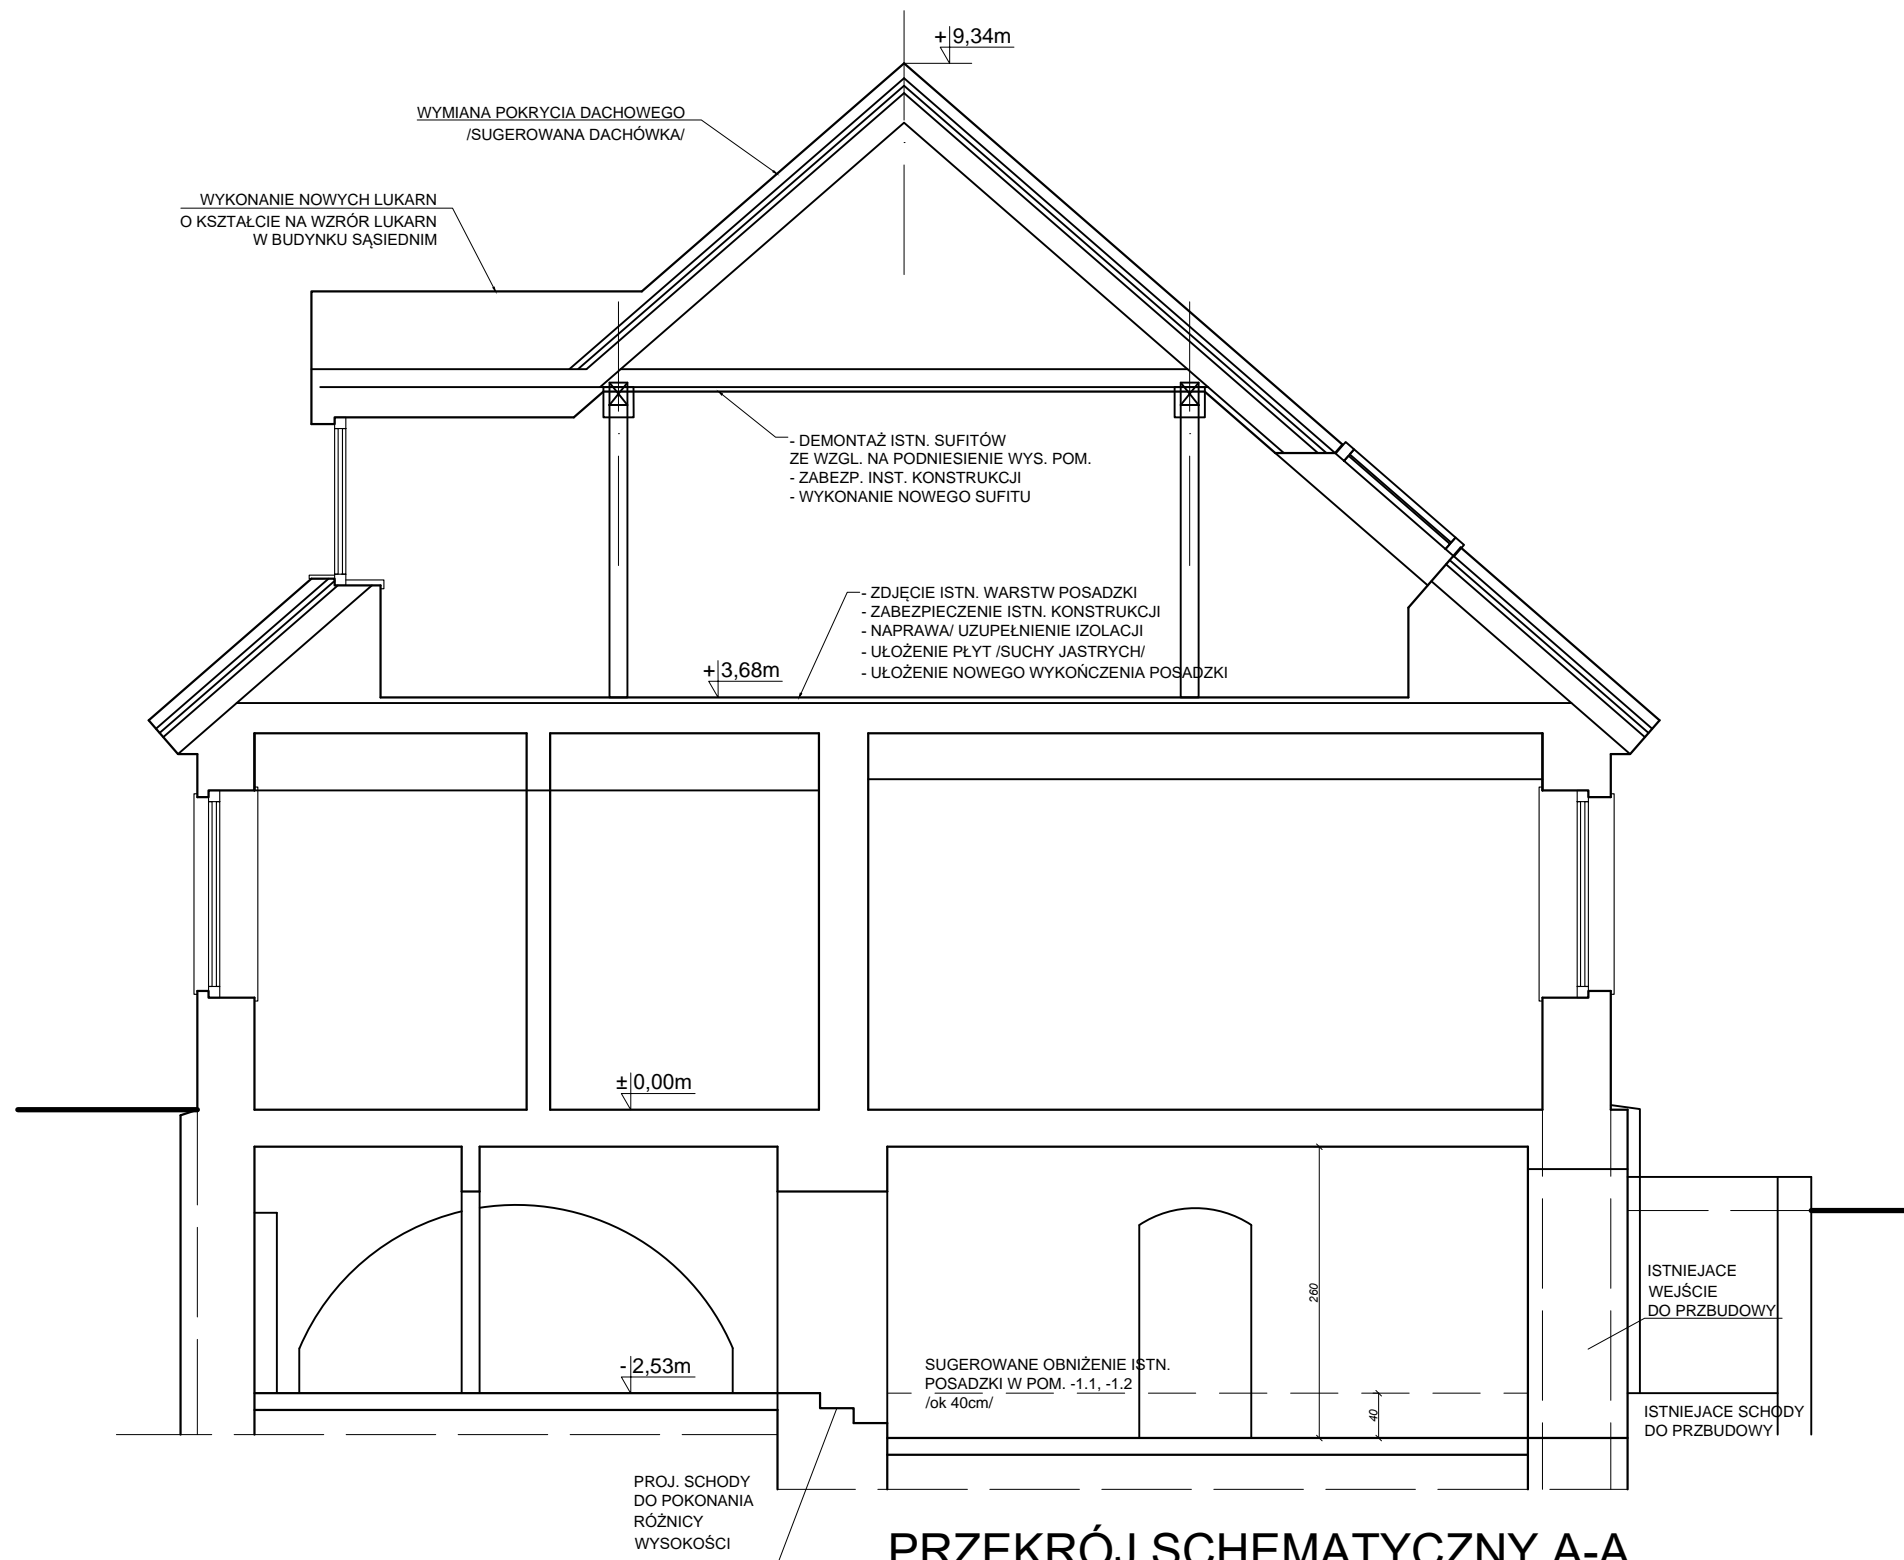 +9,34m
WYMIANA POKRYCIA DACHOWEGO
/SUGEROWANA DACHÓWKA/
WYKONANIE NOWYCH LUKARN
O KSZTAŁCIE NA WZRÓR LUKARN
W BUDYNKU SĄSIEDNIM
- DEMONTAŻ ISTN. SUFITÓW
ZE WZGL. NA PODNIESIENIE WYS. POM.
- ZABEZP. INST. KONSTRUKCJI
- WYKONANIE NOWEGO SUFITU
- ZDJĘCIE ISTN. WARSTW POSADZKI
- ZABEZPIECZENIE ISTN. KONSTRUKCJI
- NAPRAWA/ UZUPEŁNIENIE IZOLACJI
- UŁOŻENIE PŁYT /SUCHY JASTRYCH/
- UŁOŻENIE NOWEGO WYKOŃCZENIA POSADZKI
+3,68m
±0,00m
260
ISTNIEJACE
WEJŚCIE
DO PRZBUDOWY
-2,53m
SUGEROWANE OBNIŻENIE ISTN.
POSADZKI W POM. -1.1, -1.2
/ok 40cm/
40
ISTNIEJACE SCHODY
DO PRZBUDOWY
PROJ. SCHODY
DO POKONANIA
RÓŻNICY
WYSOKOŚCI
PRZEKRÓJ SCHEMATYCZNY A-A